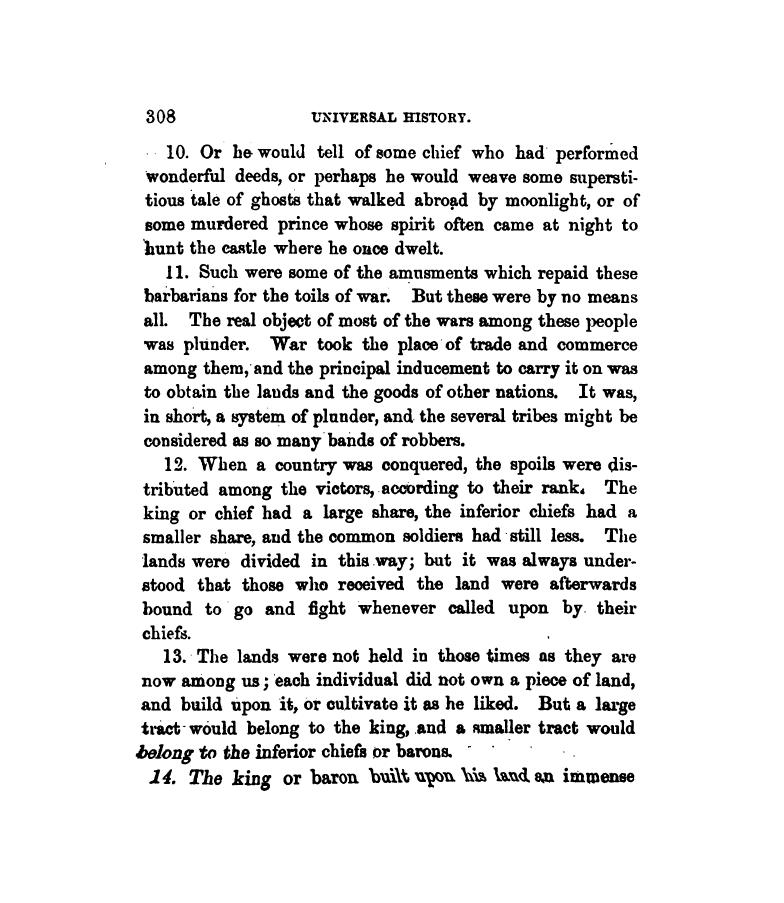 308 UNIVERSAL HISTORY.
10. Or he would tell of some chief who had performed
wonderful deeds, or perhaps he would weave some supersti-
tious tale of ghosts that walked abroad by moonlight, or of
some murdered prince whose spirit often came at night to
hunt the castle where he once dwelt.
11. Such were some of the amusments which repaid these
barbarians for the toils of war. But these were by no means
all. The real object of most of the wars among these people
was plunder. War took the place of trade and commerce
among them, and the principal inducement to carry it on was
to obtain the lands and the goods of other nations. It was,
in short, a system of plunder, and the several tribes might be
considered as so many bands of robbers.
12. When a country was conquered, the spoils were dis-
tributed among the victors, according to their rank. The
king or chief had a large share, the inferior chiefs had a
smaller share, and the common soldiers had still less. The
lands were divided in this way; but it was always under-
stood that those who received the land were afterwards
bound to go and fight whenever called upon by their
chiefs.
13. The lands were not held in those times as they are
now among us; each individual did not own a piece of land,
and build upon it, or cultivate it as he liked. But a large
tract would belong to the king, and a smaller tract would
belong to the inferior chiefs or barons.
14. The king or baron built upon his land an immense